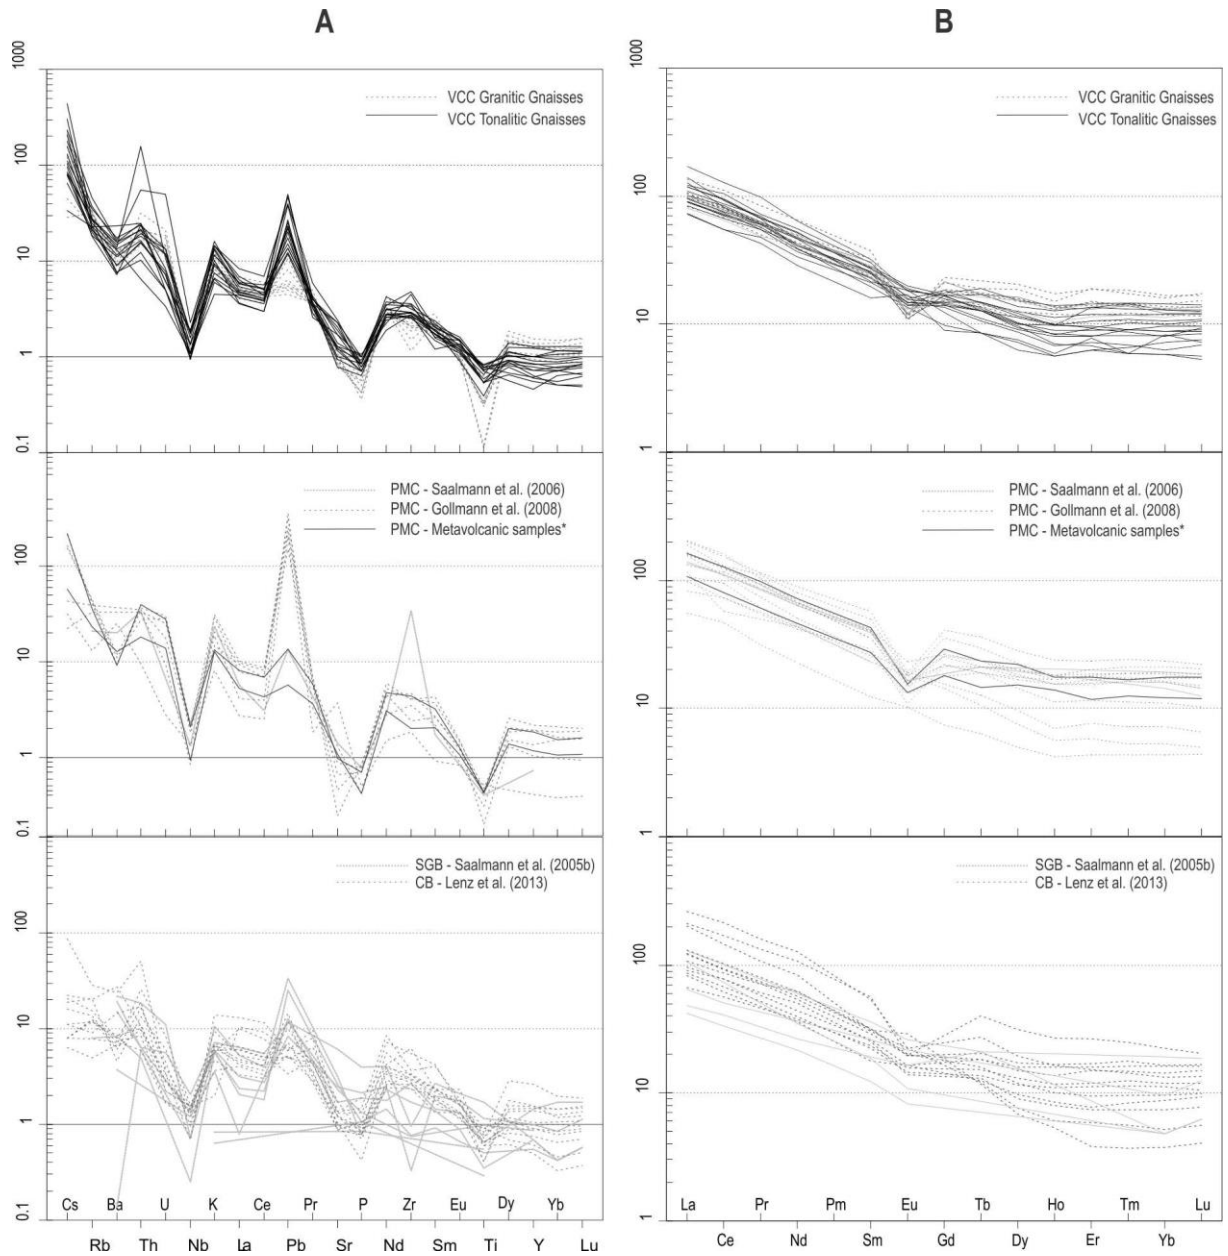 A
B
1000
VCC Granitic Gnaisses
VCC Tonalitic Gnaisses
100
10
1
0.1
1000
VCC Granitic Gnaisses
VCC Tonalitic Gnaisses
100
10
1
PMC - Saalmann et al. (2006)
PMC - Gollmann et al. (2008)
PMC - Metavolcanic samples*
100
10
1
0.1
PMC - Saalmann et al. (2006)
PMC - Gollmann et al. (2008)
PMC - Metavolcanic samples*
100
10
1
SGB - Saalmann et al. (2005b)
CB - Lenz et al. (2013)
100
10
1
0.1
Cs Ba U K Ce Pr P Zr Eu Dy Yb
Rb Th Nb La Pb Sr Nd Sm Ti Y Lu
SGB - Saalmann et al. (2005b)
CB - Lenz et al. (2013)
100
10
1
La Pr Pm Eu Tb Ho Tm Lu
Ce Nd Sm Gd Dy Er Yb